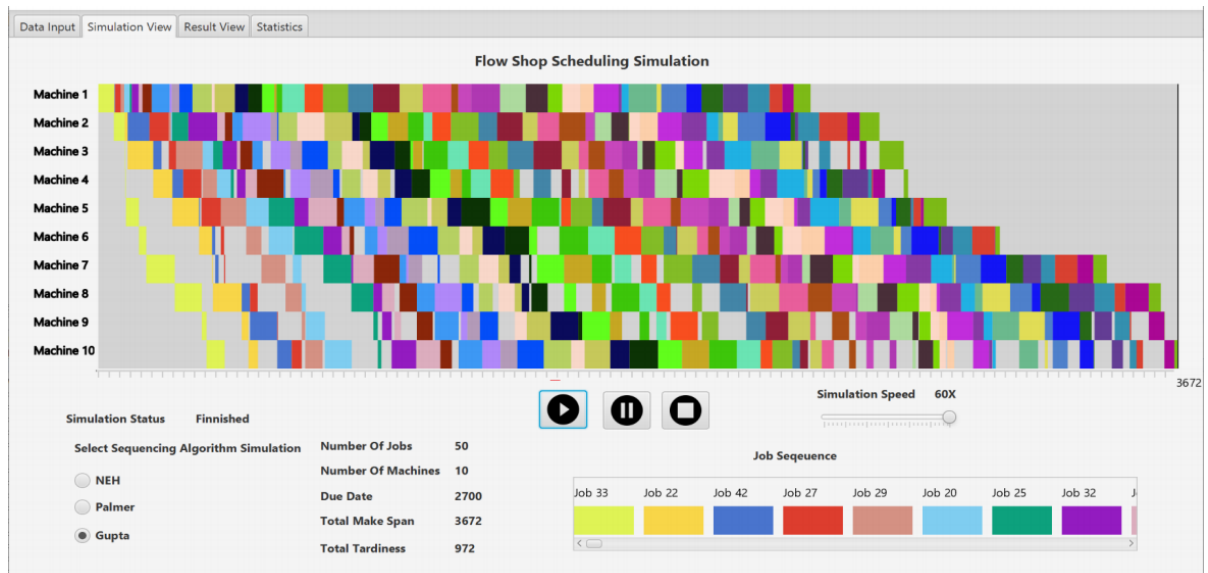 Data Input Simulation View Result View Statistics
Flow Shop Scheduling Simulation
Machine 1
Machine 2
Machine 3
Machine 4
Machine 5
Machine 6
Machine 7
Machine 8
Machine 9
Machine 10
3672
Simulation Speed 60X
Simulation Status Finnished
Select Sequencing Algorithm Simulation
NEH
Palmer
Gupta
Number Of Jobs 50
Number Of Machines 10
Due Date 2700
Total Make Span 3672
Total Tardiness 972
Job Seqeuence
Job 33 Job 22 Job 42 Job 27 Job 29 Job 20 Job 25 Job 32